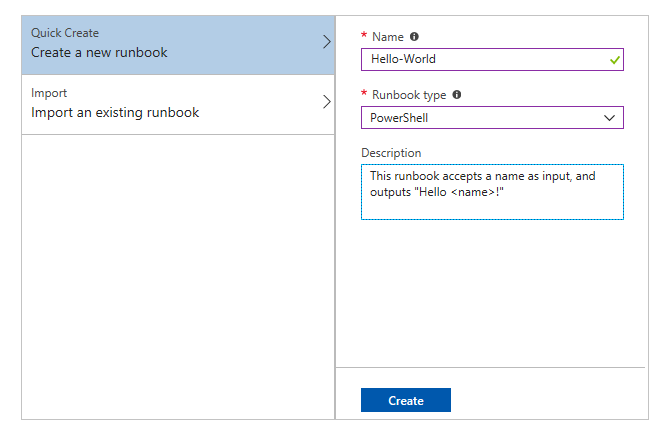 Quick Create
Create a new runbook
Import
Import an existing runbook
* Name
Hello-World
* Runbook type
PowerShell
Description
This runbook accepts a name as input, and
outputs "Hello <name>!"
Create